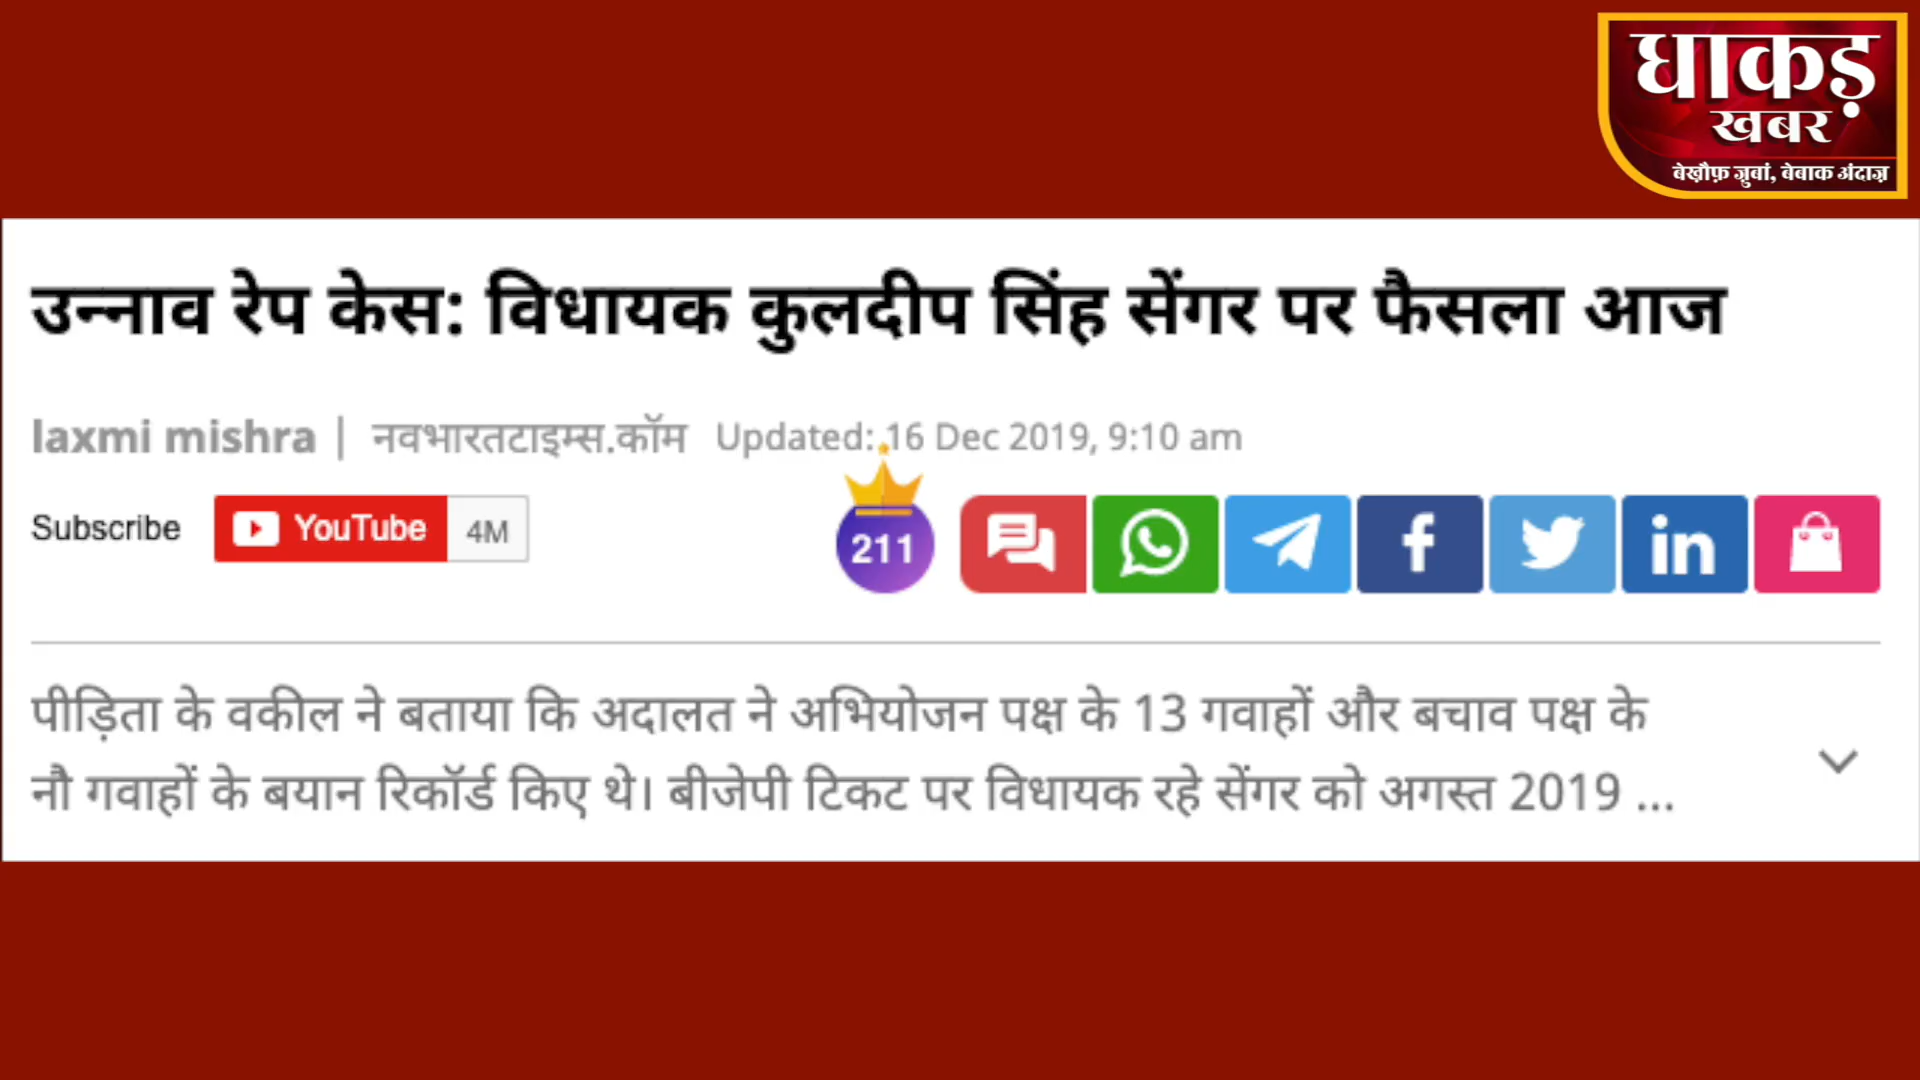 धाकड़
खबर
बेख़ौफ़ जुबां, बेबाक अंदाज़
उन्नाव रेप केस: विधायक कुलदीप सिंह सेंगर पर फैसला आज
laxmi mishra | नवभारतटाइम्स.कॉम Updated: 16 Dec 2019, 9:10 am
Subscribe YouTube 4M 211
पीड़िता के वकील ने बताया कि अदालत ने अभियोजन पक्ष के 13 गवाहों और बचाव पक्ष के
नौ गवाहों के बयान रिकॉर्ड किए थे। बीजेपी टिकट पर विधायक रहे सेंगर को अगस्त 2019 ...